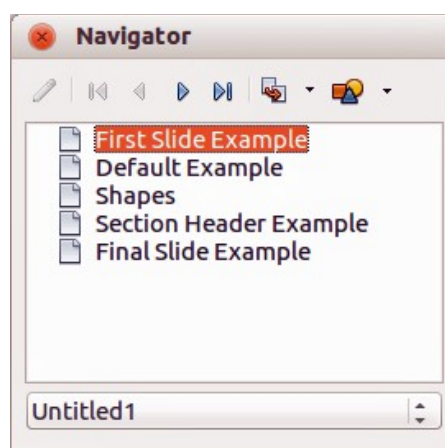 Navigator
First Slide Example
Default Example
Shapes
Section Header Example
Final Slide Example
Untitled1